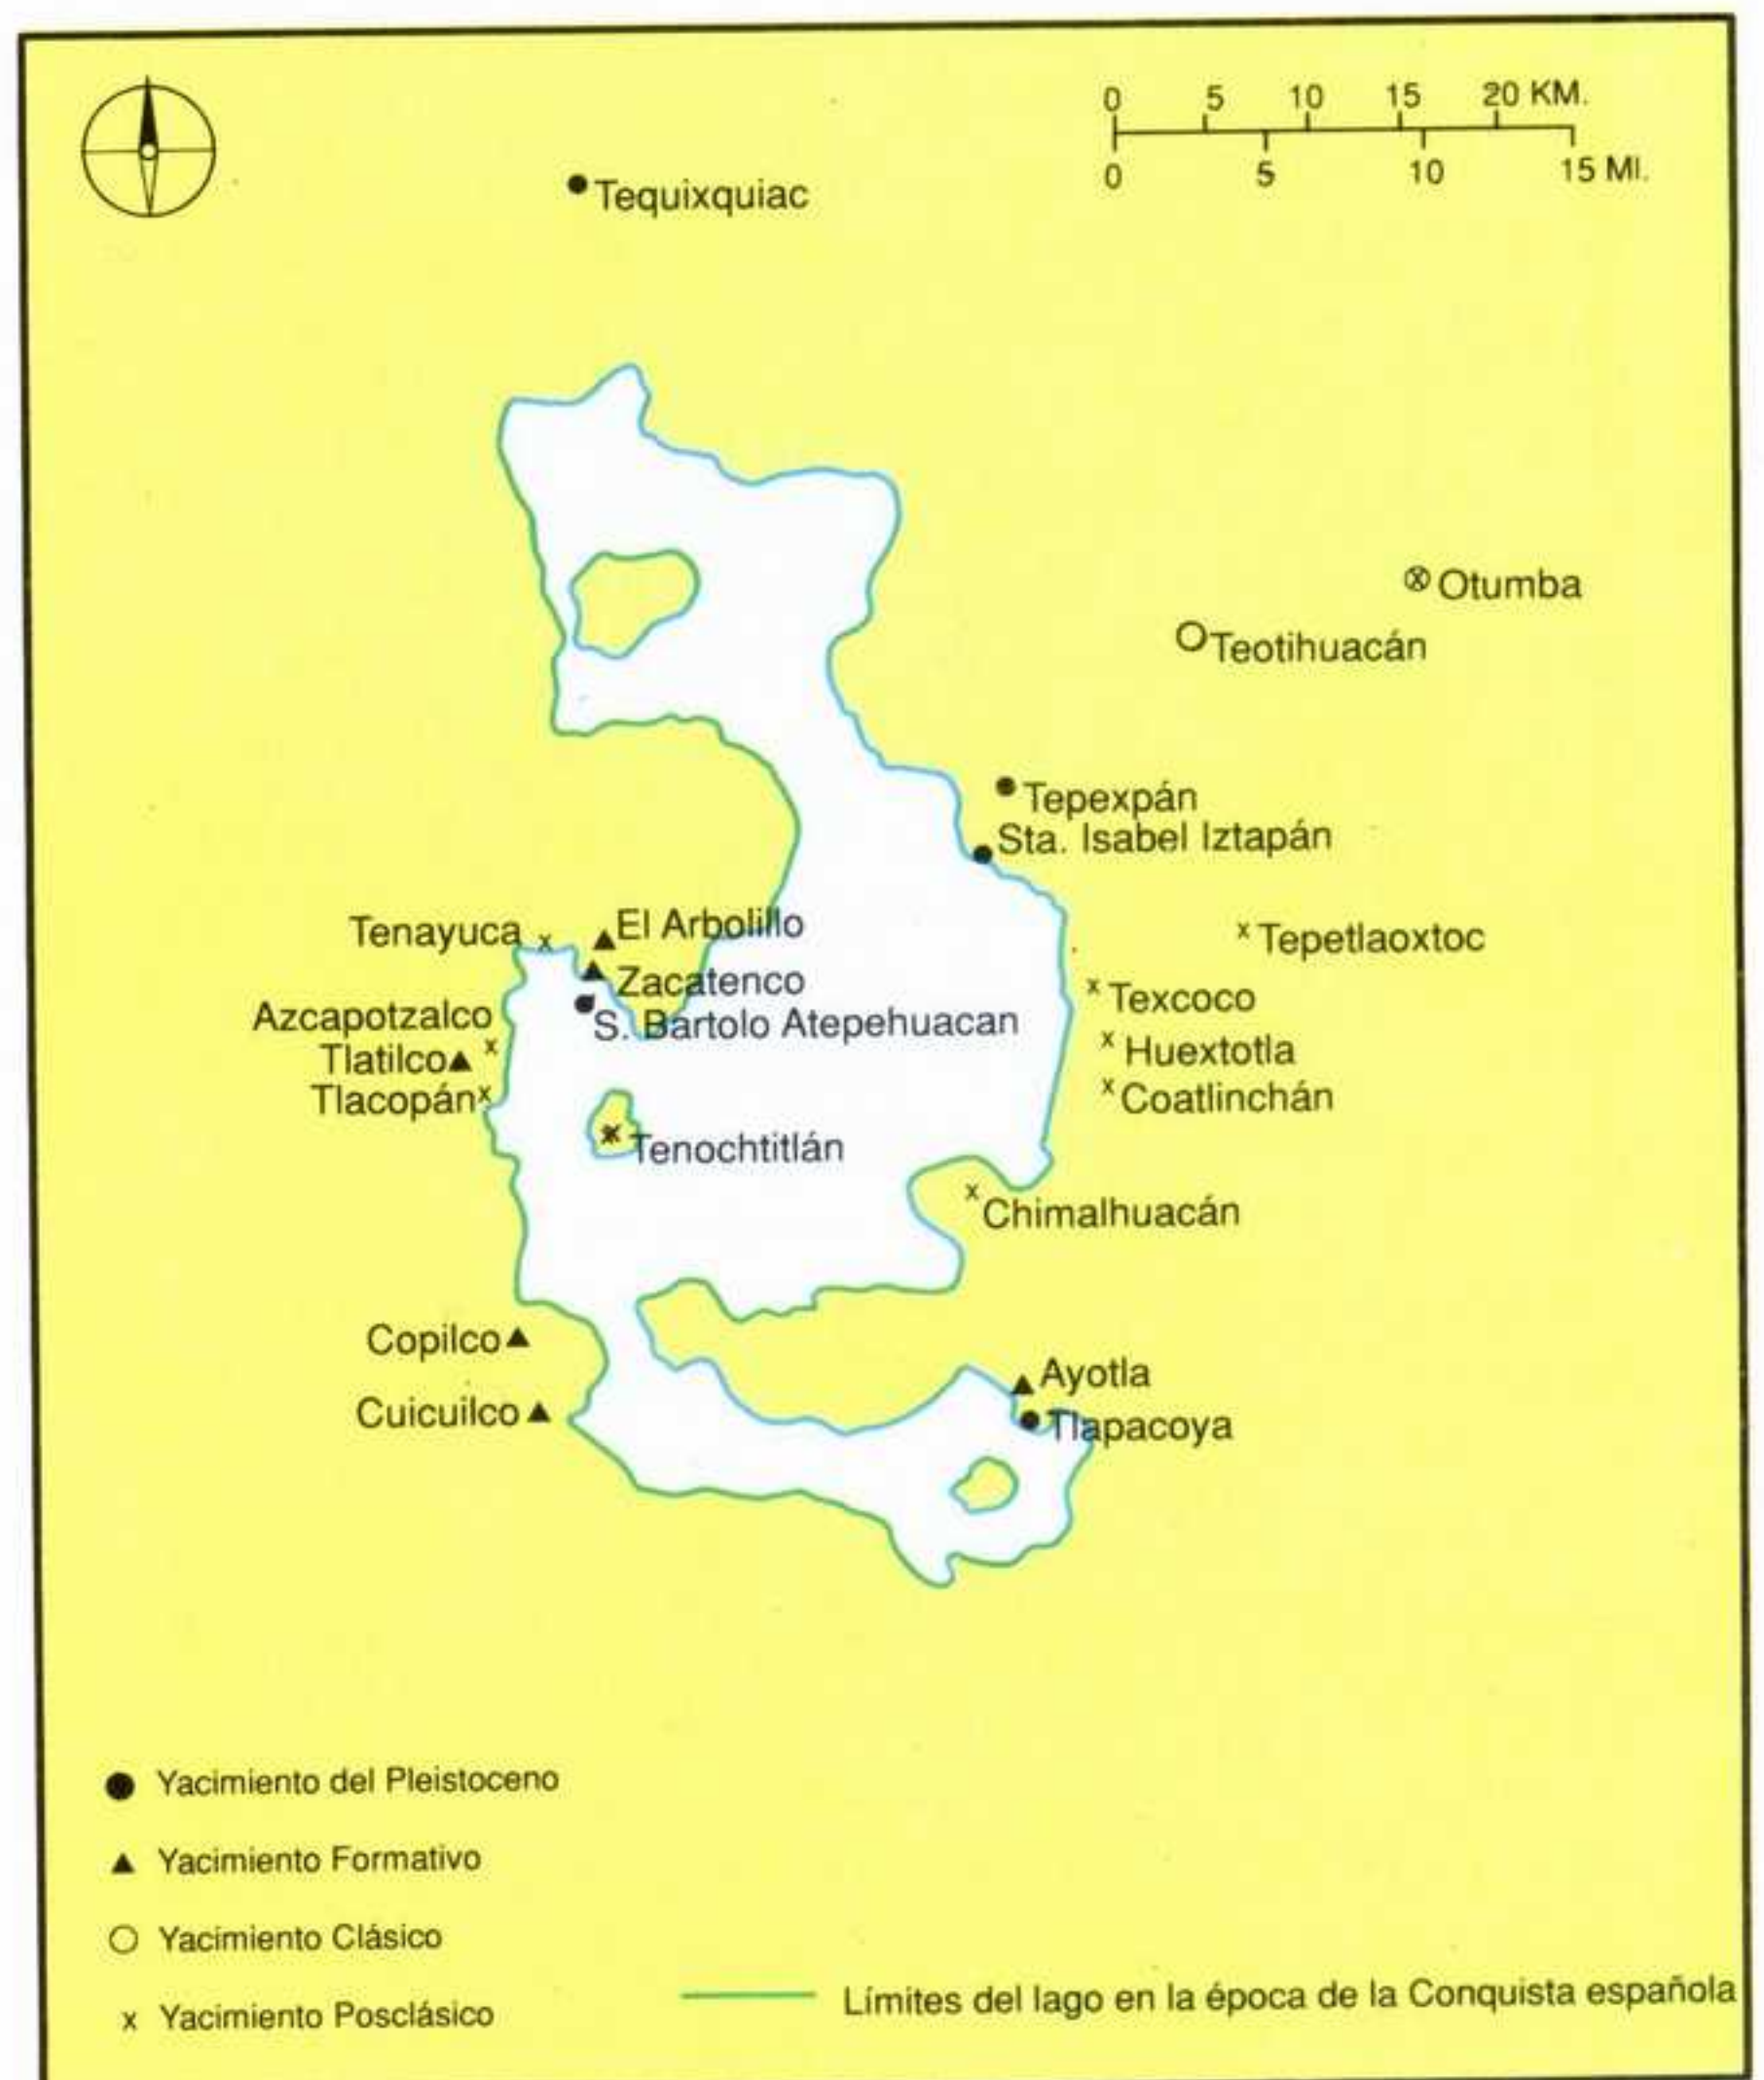 0 5 10 15 20 KM.
0 5 10 15 MI.
Tequixquiac
Otumba
Teotihuacán
Tepexpán
Sta. Isabel Iztapán
Tenayuca
El Arbolillo
Tepetlaoxtoc
Zacatenco
Texcoco
Azcapotzalco
S. Bartolo Atepehuacan
Tlatilco
Huextotla
Tlacopán
Coatlinchán
Tenochtitlán
Chimalhuacán
Copilco
Ayotla
Cuicuilco
Tlapacoya
Yacimiento del Pleistoceno
Yacimiento Formativo
Yacimiento Clásico
x Yacimiento Posclásico
Límites del lago en la época de la Conquista española